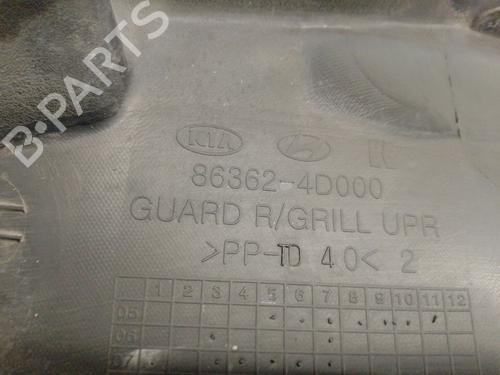 B-PARTS
KIA
86362-4D000
GUARD R/GRILL UPR
>PP-TD 40< 2
1 2 3 4 5 6 7 8 9 10 11 12
05
06
07